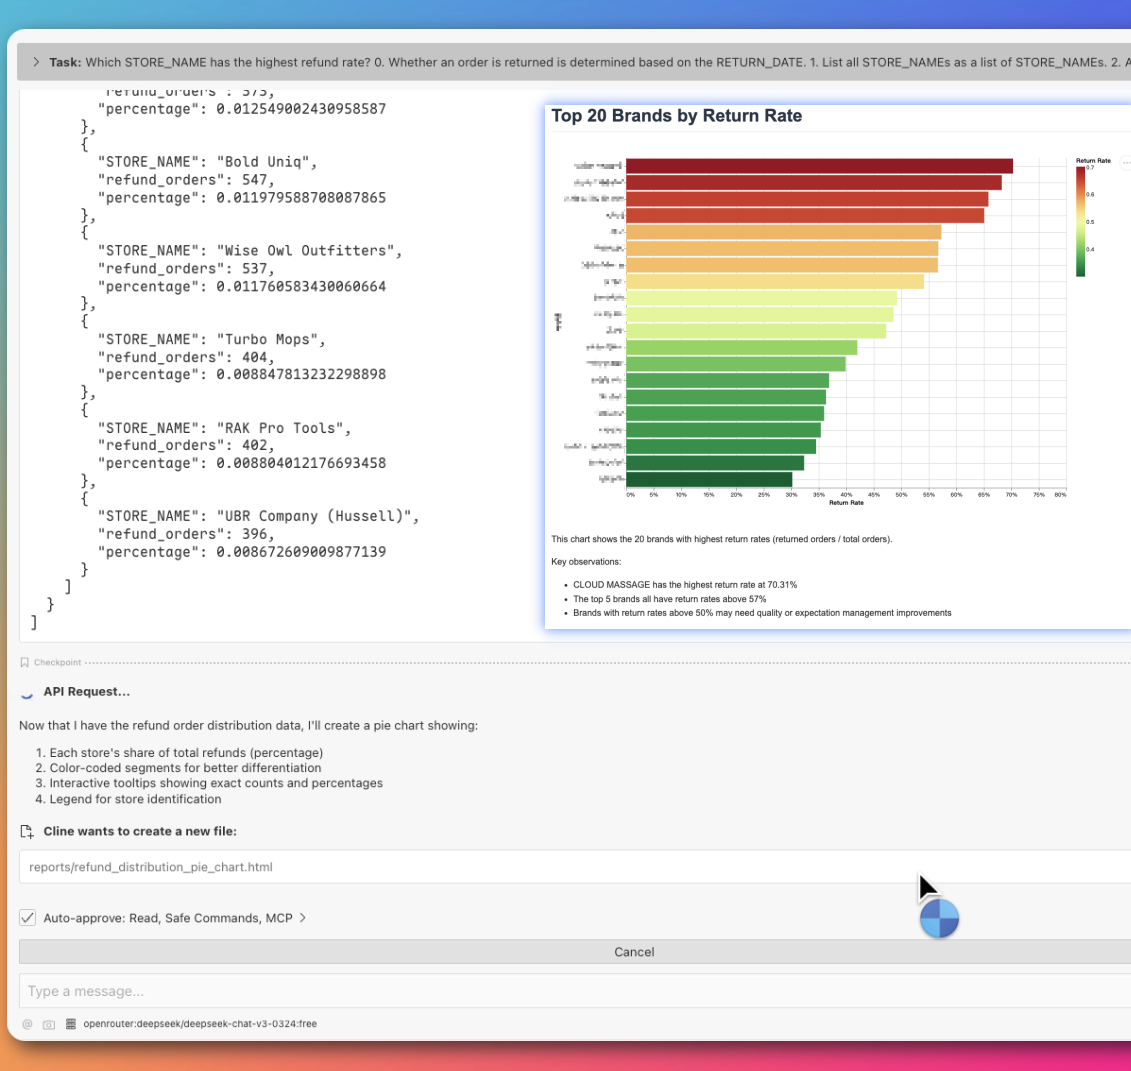 Task: Which STORE_NAME has the highest refund rate? 0. Whether an order is returned is determined based on the RETURN_DATE. 1. List all STORE_NAMEs as a list of STORE_NAMEs. 2. A
"refund_orders": 573,
"percentage": 0.012549002430958587
},
{
"STORE_NAME": "Bold Uniq",
"refund_orders": 547,
"percentage": 0.011979588708087865
},
{
"STORE_NAME": "Wise Owl Outfitters",
"refund_orders": 537,
"percentage": 0.011760583430060664
},
{
"STORE_NAME": "Turbo Mops",
"refund_orders": 404,
"percentage": 0.008847813232298898
},
{
"STORE_NAME": "RAK Pro Tools",
"refund_orders": 402,
"percentage": 0.008804012176693458
},
{
"STORE_NAME": "UBR Company (Hussell)",
"refund_orders": 396,
"percentage": 0.008672609009877139
}
]
}
]
Top 20 Brands by Return Rate
Return Rate
0.7
0.6
0.5
0.4
0% 5% 10% 15% 20% 25% 30% 35% 40% 45% 50% 55% 60% 65% 70% 75% 80%
Return Rate
This chart shows the 20 brands with highest return rates (returned orders / total orders).
Key observations:
• CLOUD MASSAGE has the highest return rate at 70.31%
• The top 5 brands all have return rates above 57%
• Brands with return rates above 50% may need quality or expectation management improvements
Checkpoint
API Request...
Now that I have the refund order distribution data, I'll create a pie chart showing:
1. Each store's share of total refunds (percentage)
2. Color-coded segments for better differentiation
3. Interactive tooltips showing exact counts and percentages
4. Legend for store identification
Cline wants to create a new file:
reports/refund_distribution_pie_chart.html
Auto-approve: Read, Safe Commands, MCP
Cancel
Type a message...
@ openrouter:deepseek/deepseek-chat-v3-0324:free